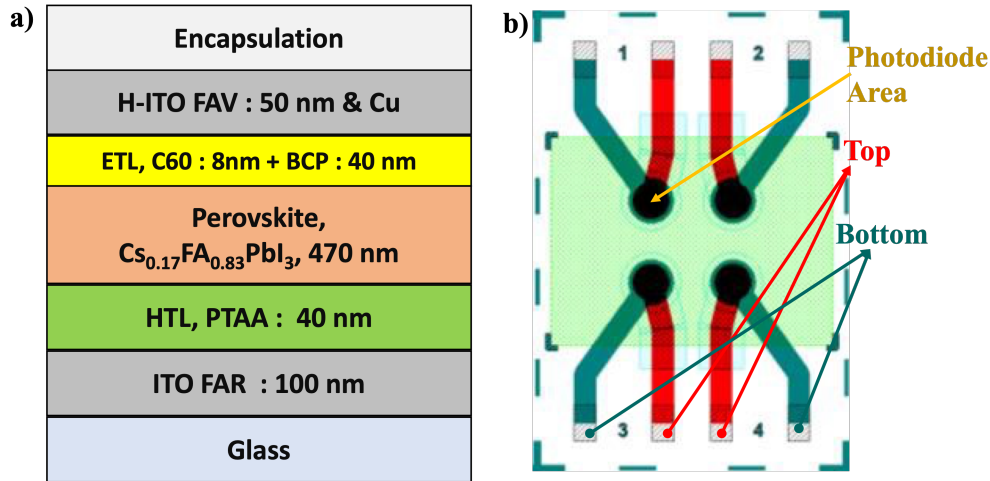 a)
Encapsulation
H-ITO FAV : 50 nm & Cu
ETL, C60 : 8nm + BCP : 40 nm
Perovskite,
Cs₀.₁₇FA₀.₈₃PbI₃, 470 nm
HTL, PTAA : 40 nm
ITO FAR : 100 nm
Glass
b)
1
2
Photodiode
Area
Top
Bottom
3
4